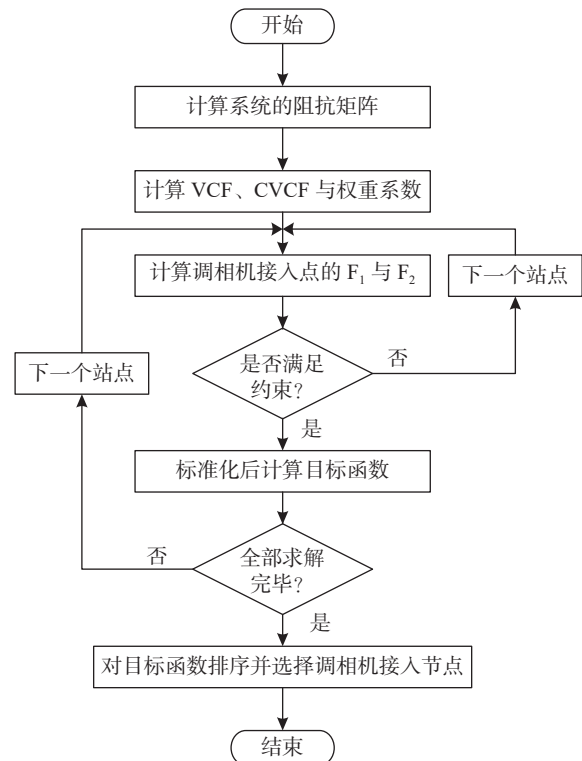 开始
计算系统的阻抗矩阵
计算 VCF、CVCF 与权重系数
计算调相机接入点的 F₁ 与 F₂
下一个站点
是否满足
约束?
否
下一个站点
是
标准化后计算目标函数
全部求解
完毕?
否
是
对目标函数排序并选择调相机接入节点
结束